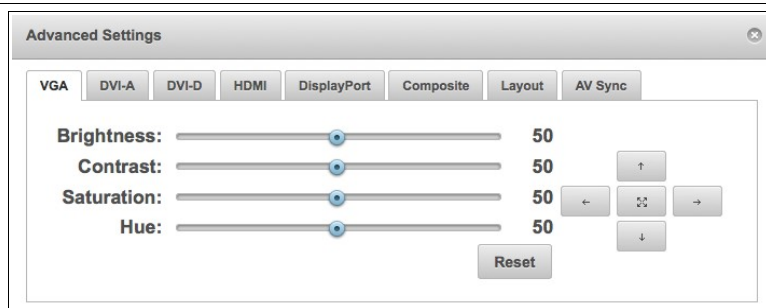 Advanced Settings
VGA DVI-A DVI-D HDMI DisplayPort Composite Layout AV Sync
Brightness: 50
Contrast: 50 ↑
Saturation: 50 ← →
Hue: 50 ↓
Reset